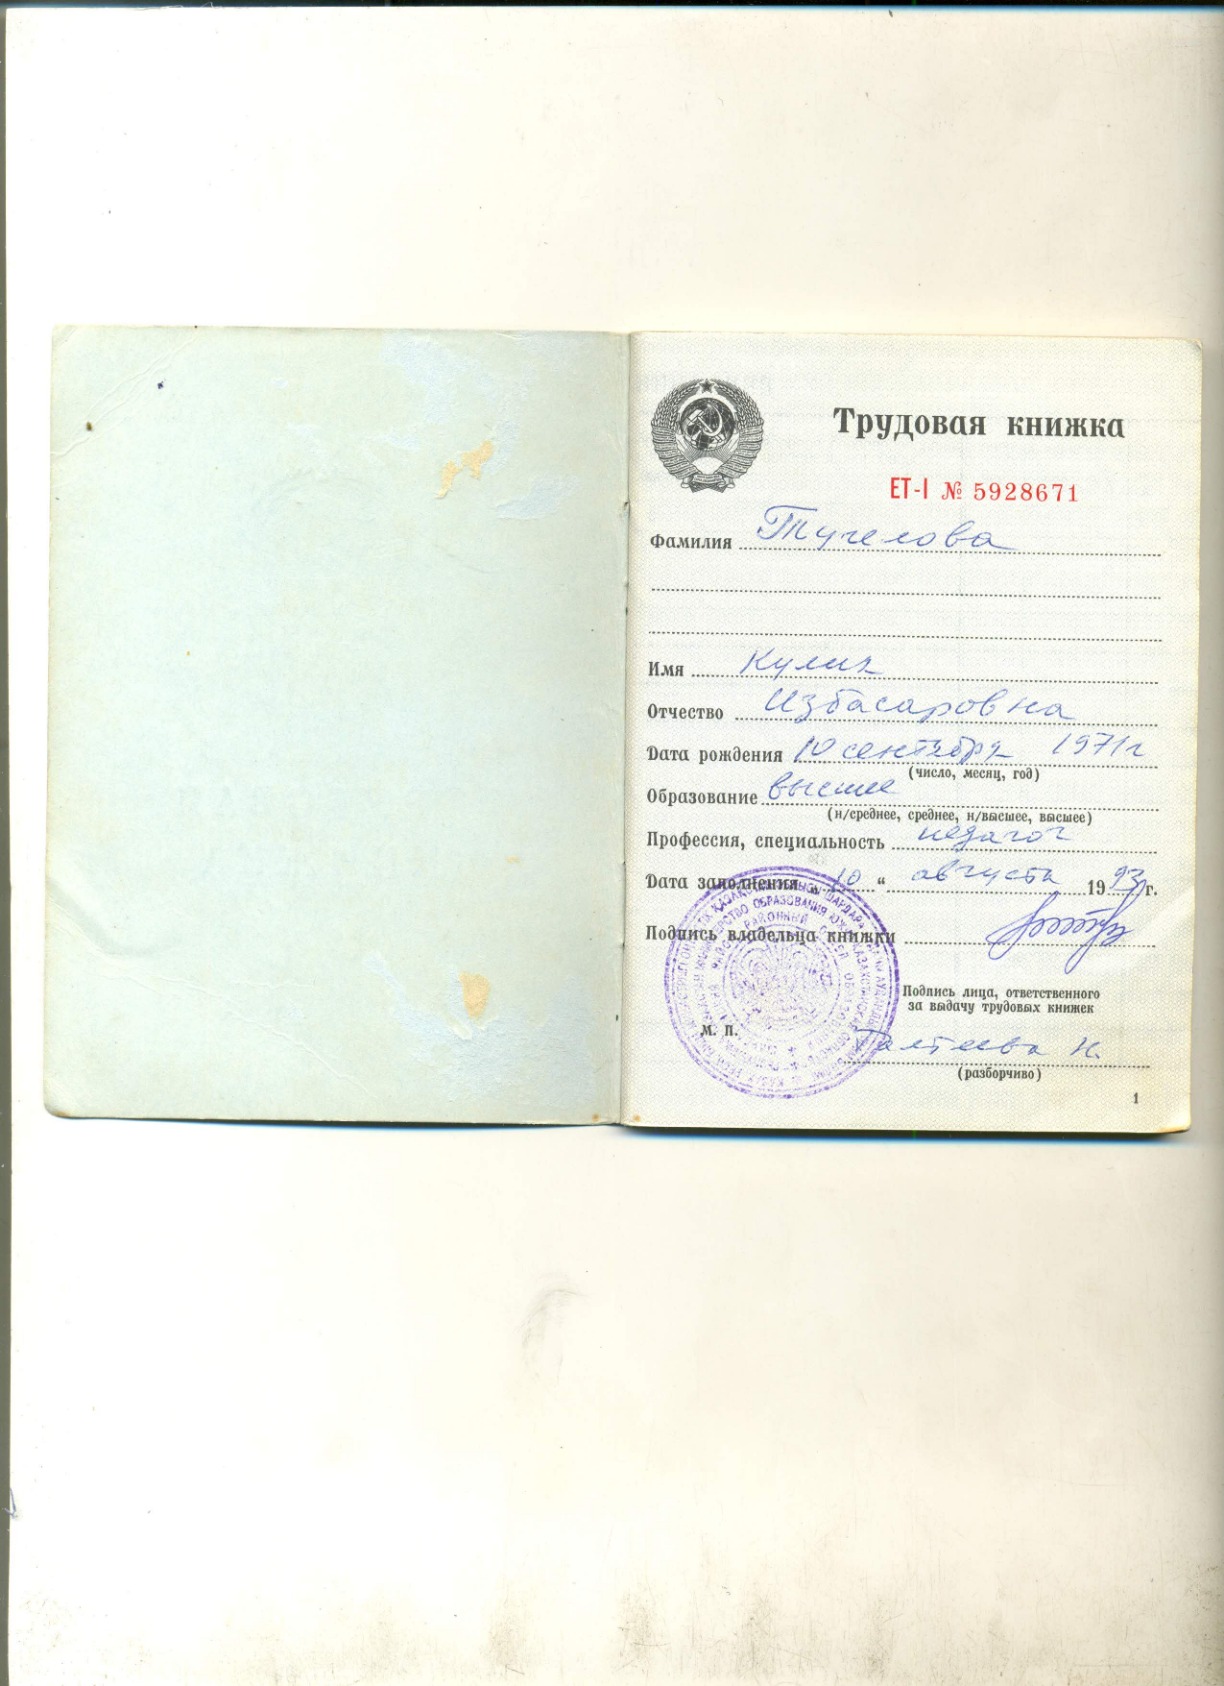 Трудовая книжка
ЕТ-I № 5928671
Фамилия Тугелова
Имя Кулия
Отчество Избасаровна
Дата рождения 10 сентября 1971г
(число, месяц, год)
Образование высшее
(н/среднее, среднее, н/высшее, высшее)
Профессия, специальность педагог
Дата заполнения „ 10 “ августа 1993 г.
Подпись владельца книжки
Подпись лица, ответственного
за выдачу трудовых книжек
М. П.
(разборчиво)
1